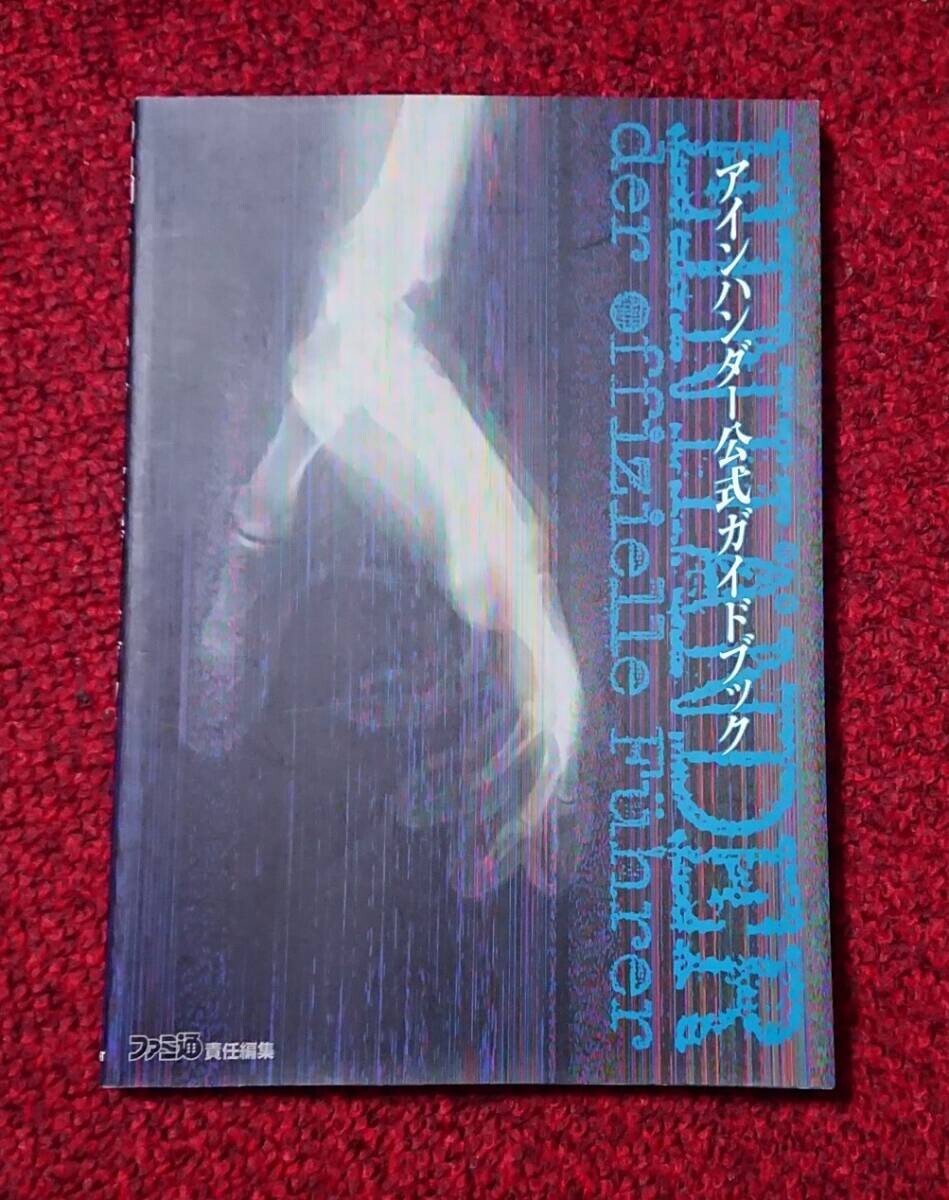 アインハンダー公式ガイドブック
EINHÄNDER
der offizielle Führer
ファミ通 責任編集